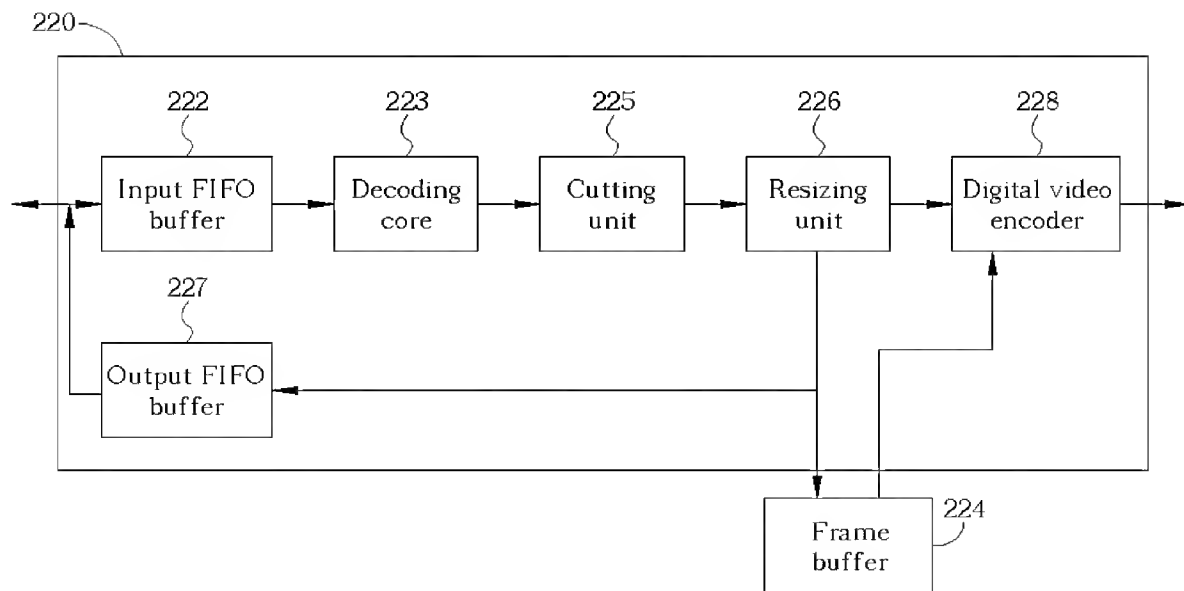 220
222
223
225
226
228
Input FIFO
buffer
Decoding
core
Cutting
unit
Resizing
unit
Digital video
encoder
227
Output FIFO
buffer
224
Frame
buffer